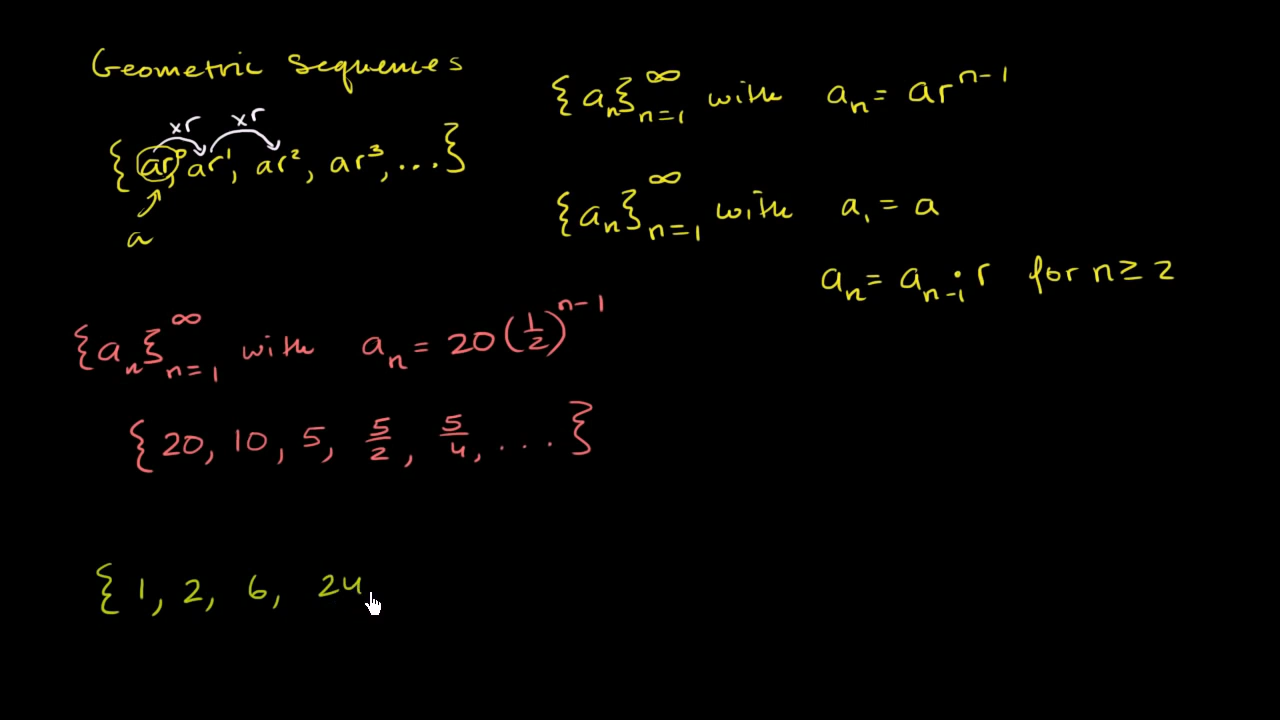 Geometric Sequences
×r ×r
{ ar⁰, ar¹, ar², ar³, ... }
a
{aₙ}ₙ₌₁^∞ with aₙ = arⁿ⁻¹
{aₙ}ₙ₌₁^∞ with a₁ = a
aₙ = aₙ₋₁ · r for n ≥ 2
{aₙ}ₙ₌₁^∞ with aₙ = 20(1/2)ⁿ⁻¹
{ 20, 10, 5, 5/2, 5/4, ... }
{ 1, 2, 6, 24,